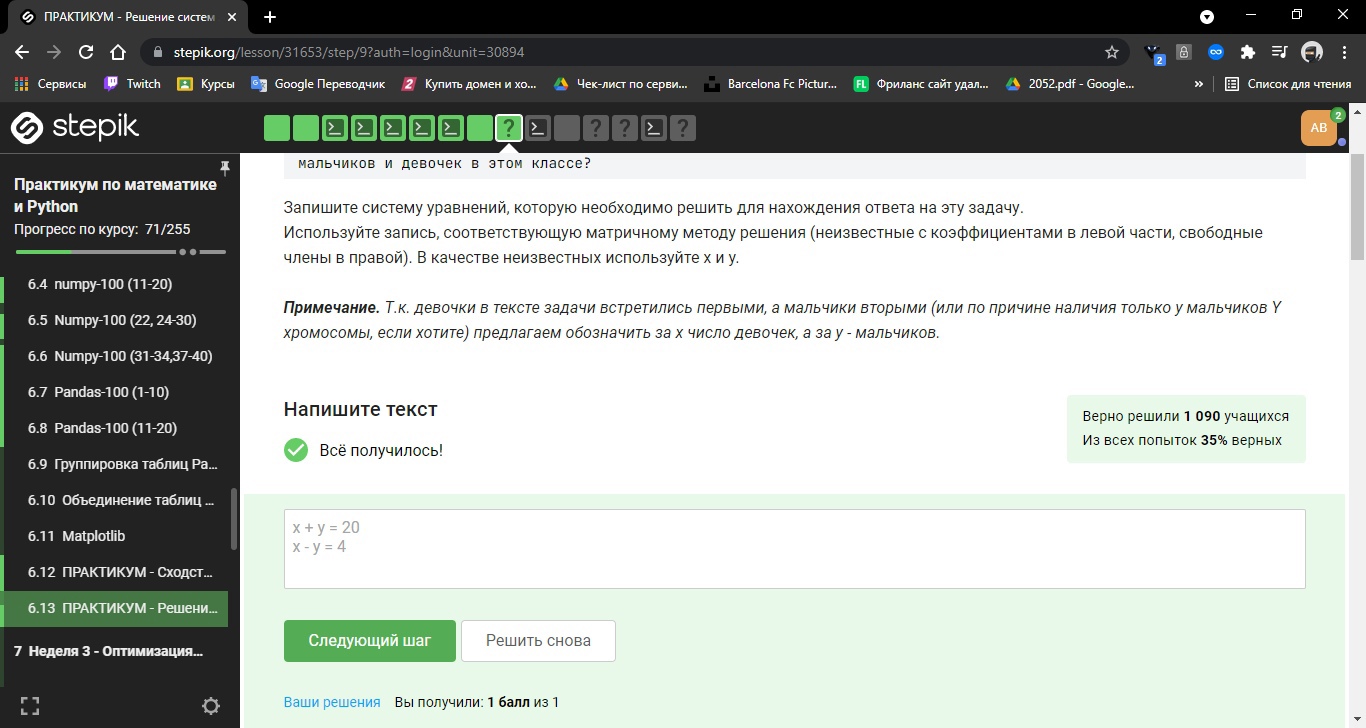 ПРАКТИКУМ - Решение систем
stepik.org/lesson/31653/step/9?auth=login&unit=30894
2
Сервисы
Twitch
Курсы
Google Переводчик
Купить домен и хо...
Чек-лист по серви...
Barcelona Fc Pictur...
FL
Фриланс сайт удал...
2052.pdf - Google...
»
Список для чтения
stepik
AB
2
Практикум по математике
и Python
Прогресс по курсу: 71/255
6.4 numpy-100 (11-20)
6.5 Numpy-100 (22, 24-30)
6.6 Numpy-100 (31-34,37-40)
6.7 Pandas-100 (1-10)
6.8 Pandas-100 (11-20)
6.9 Группировка таблиц Pa...
6.10 Объединение таблиц ...
6.11 Matplotlib
6.12 ПРАКТИКУМ - Сходст...
6.13 ПРАКТИКУМ - Решени...
7 Неделя 3 - Оптимизация...
мальчиков и девочек в этом классе?
Запишите систему уравнений, которую необходимо решить для нахождения ответа на эту задачу.
Используйте запись, соответствующую матричному методу решения (неизвестные с коэффициентами в левой части, свободные
члены в правой). В качестве неизвестных используйте x и y.
Примечание. Т.к. девочки в тексте задачи встретились первыми, а мальчики вторыми (или по причине наличия только у мальчиков Y
хромосомы, если хотите) предлагаем обозначить за x число девочек, а за y - мальчиков.
Напишите текст
Всё получилось!
Верно решили 1 090 учащихся
Из всех попыток 35% верных
x + y = 20
x - y = 4
Следующий шаг
Решить снова
Ваши решения Вы получили: 1 балл из 1